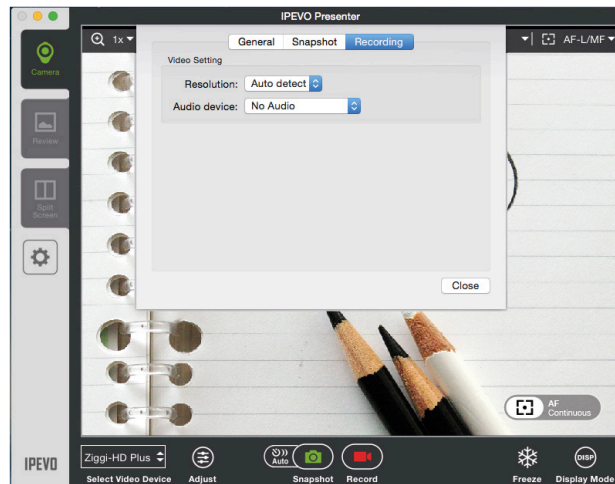 IPEVO Presenter
1x
AF-L/MF
General Snapshot Recording
Video Setting
Resolution: Auto detect
Audio device: No Audio
Close
Camera
Review
Split
Screen
AF
Continuous
IPEVO
Ziggi-HD Plus
Auto
DISP
Select Video Device Adjust Snapshot Record Freeze Display Mode